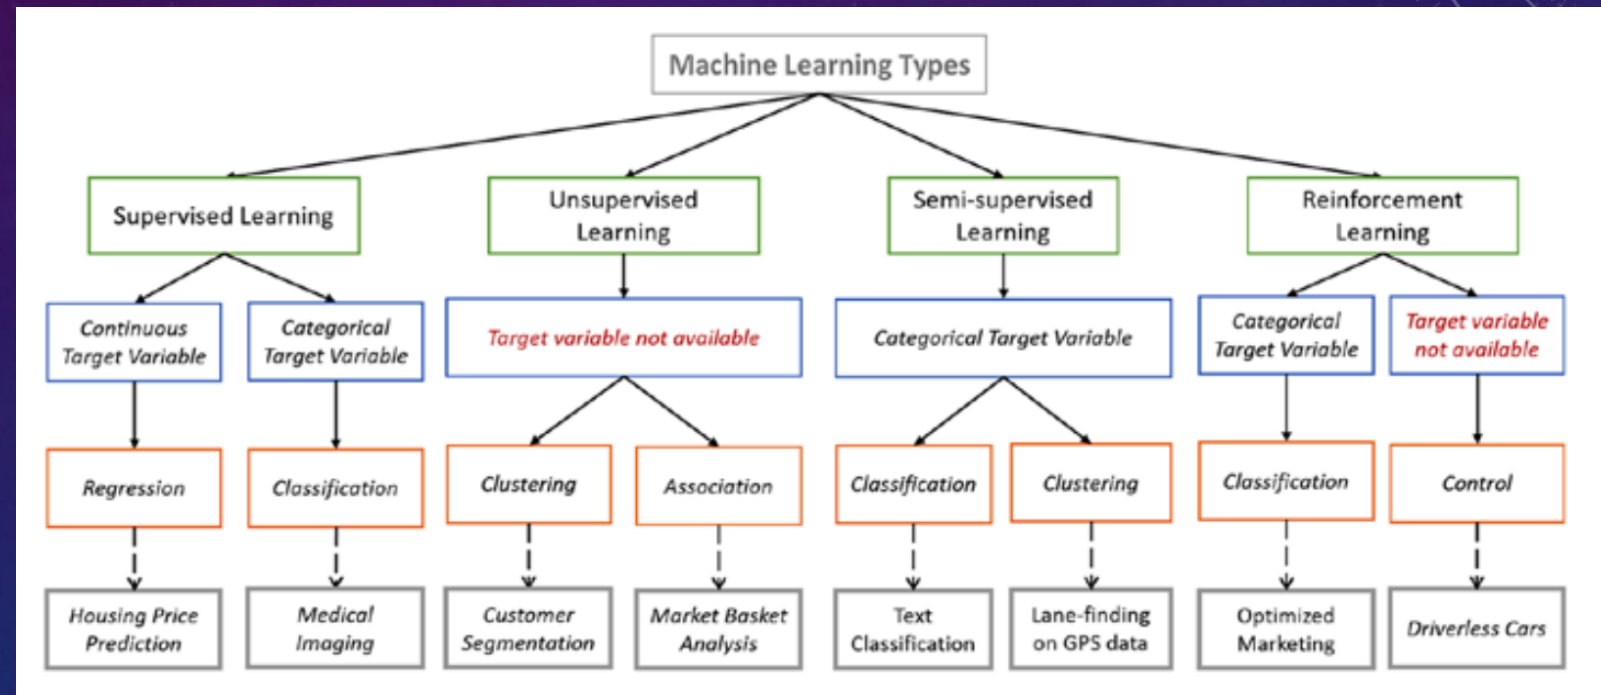 Machine Learning Types
Supervised Learning
Unsupervised
Learning
Semi-supervised
Learning
Reinforcement
Learning
Continuous
Target Variable
Categorical
Target Variable
Target variable not available
Categorical Target Variable
Categorical
Target Variable
Target variable
not available
Regression
Classification
Clustering
Association
Classification
Clustering
Classification
Control
Housing Price
Prediction
Medical
Imaging
Customer
Segmentation
Market Basket
Analysis
Text
Classification
Lane-finding
on GPS data
Optimized
Marketing
Driverless Cars